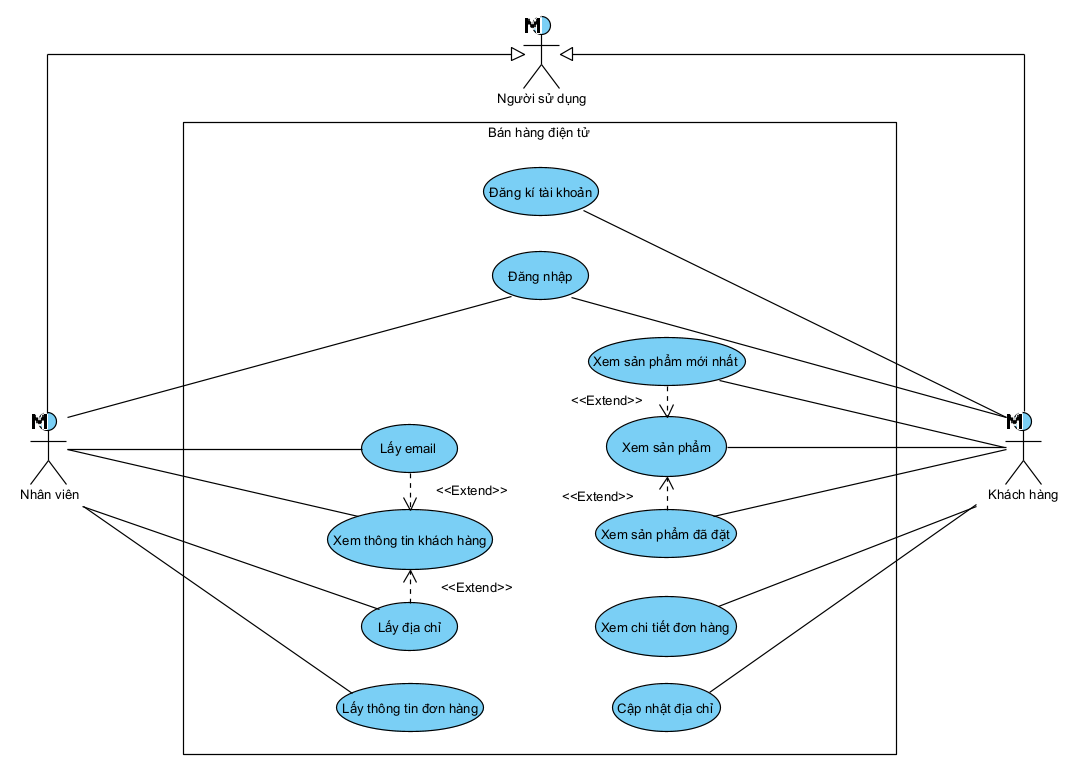 M
Người sử dụng
Bán hàng điện tử
Đăng kí tài khoản
Đăng nhập
Xem sản phẩm mới nhất
<<Extend>>
M
M
Lấy email
Xem sản phẩm
Nhân viên
<<Extend>>
<<Extend>>
Khách hàng
Xem thông tin khách hàng
Xem sản phẩm đã đặt
<<Extend>>
Lấy địa chỉ
Xem chi tiết đơn hàng
Lấy thông tin đơn hàng
Cập nhật địa chỉ